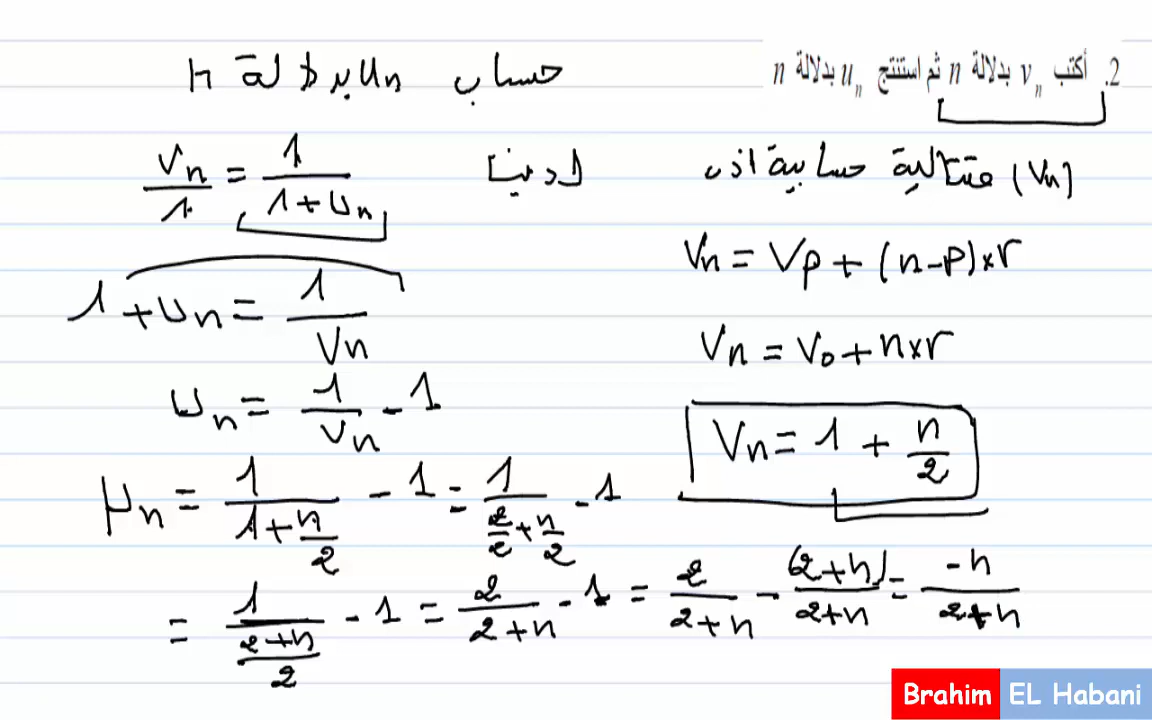 2. أكتب v_n بدلالة n ثم استنتج u_n بدلالة n
(Vn) متتالية حسابية اذن
Vn = Vp + (n-p)×r
Vn = V0 + n×r
Vn = 1 + n/2
حساب Un بدلالة n
لدينا Vn/1 = 1/(1+Un)
1+Un = 1/Vn
Un = 1/Vn - 1
Un = 1/(1+n/2) - 1 = 1/(2/2+n/2) - 1
= 1/((2+n)/2) - 1 = 2/(2+n) - 1 = 2/(2+n) - (2+n)/(2+n) = -n/(2+n)
Brahim EL Habani